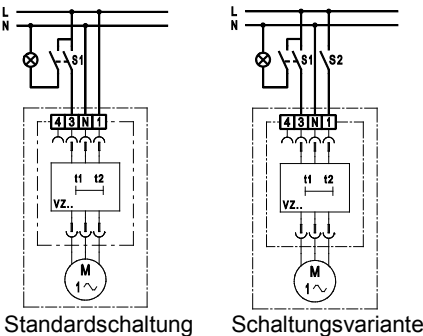 L
N
S1
4 3 N 1
t1 t2
VZ..
M
1~
Standardschaltung
L
N
S1 S2
4 3 N 1
t1 t2
VZ..
M
1~
Schaltungsvariante